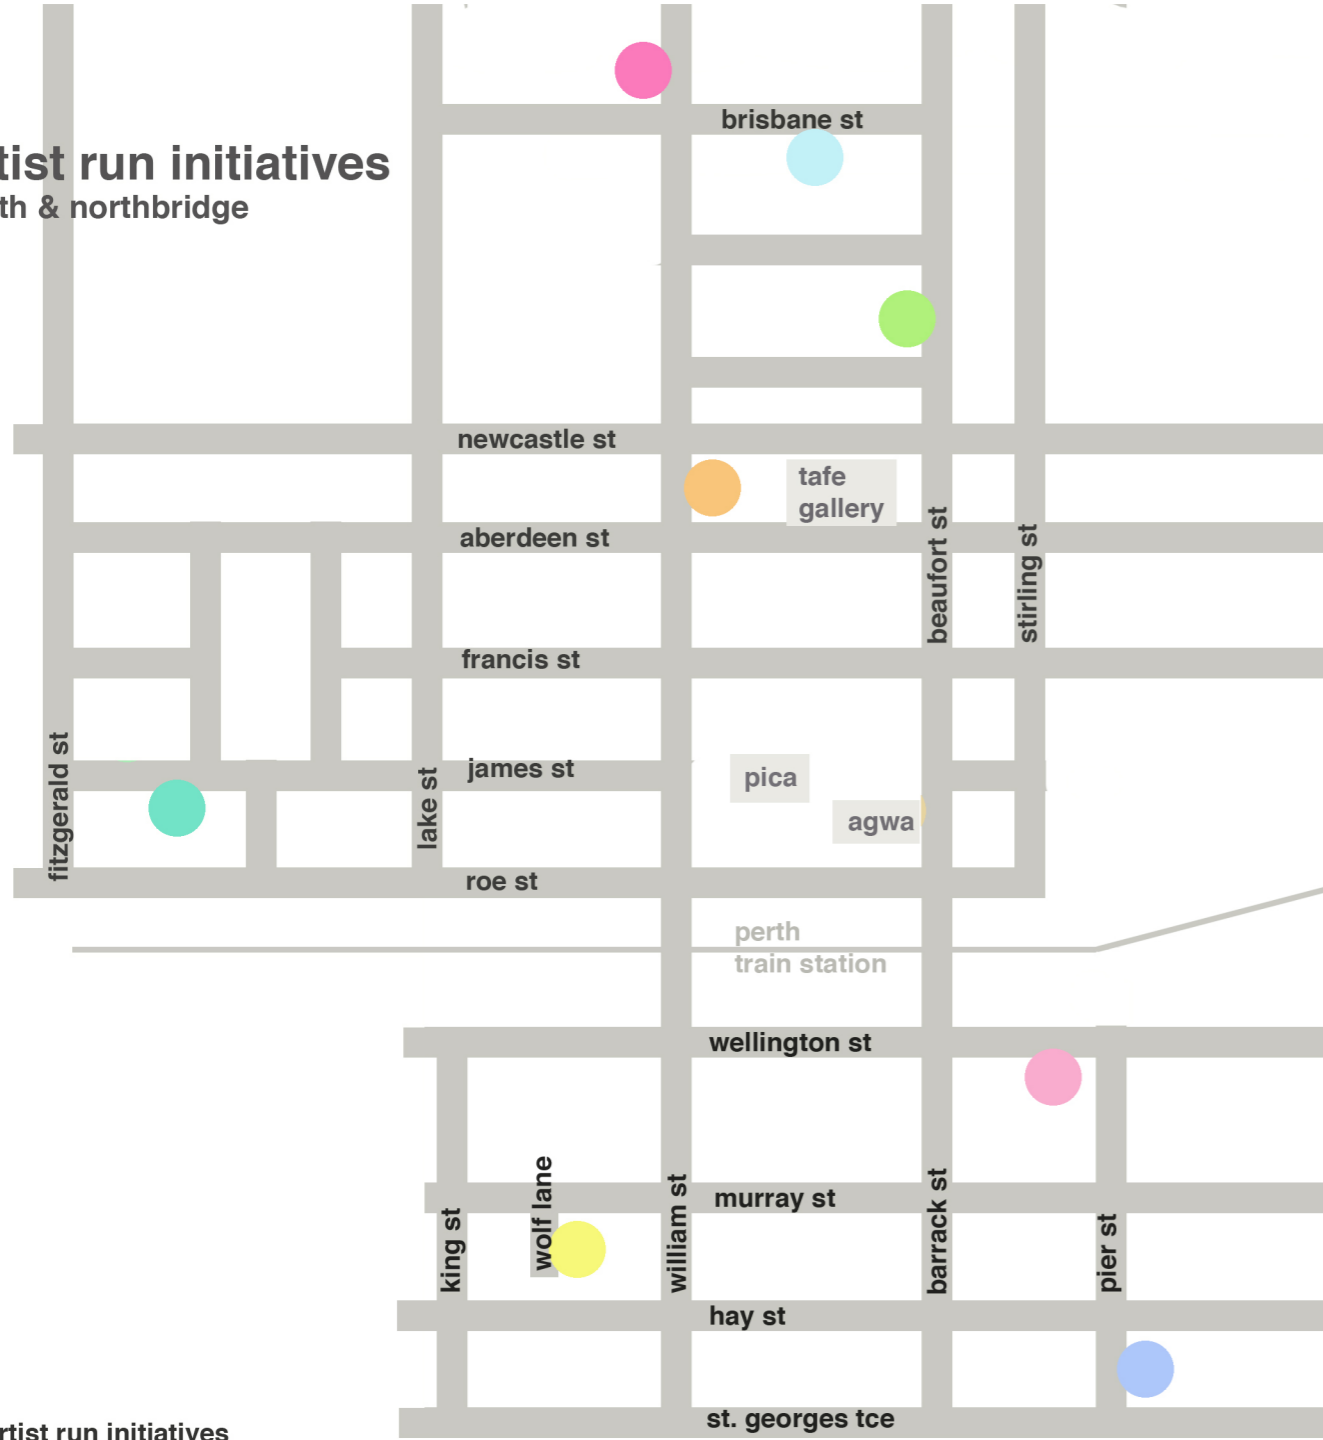 brisbane st
tist run initiatives
th & northbridge
newcastle st
tafe
gallery
aberdeen st
beaufort st
stirling st
francis st
fitzgerald st
lake st
james st
pica
agwa
roe st
perth
train station
wellington st
wolf lane
murray st
king st
william st
barrack st
pier st
hay st
st. georges tce
rtist run initiatives